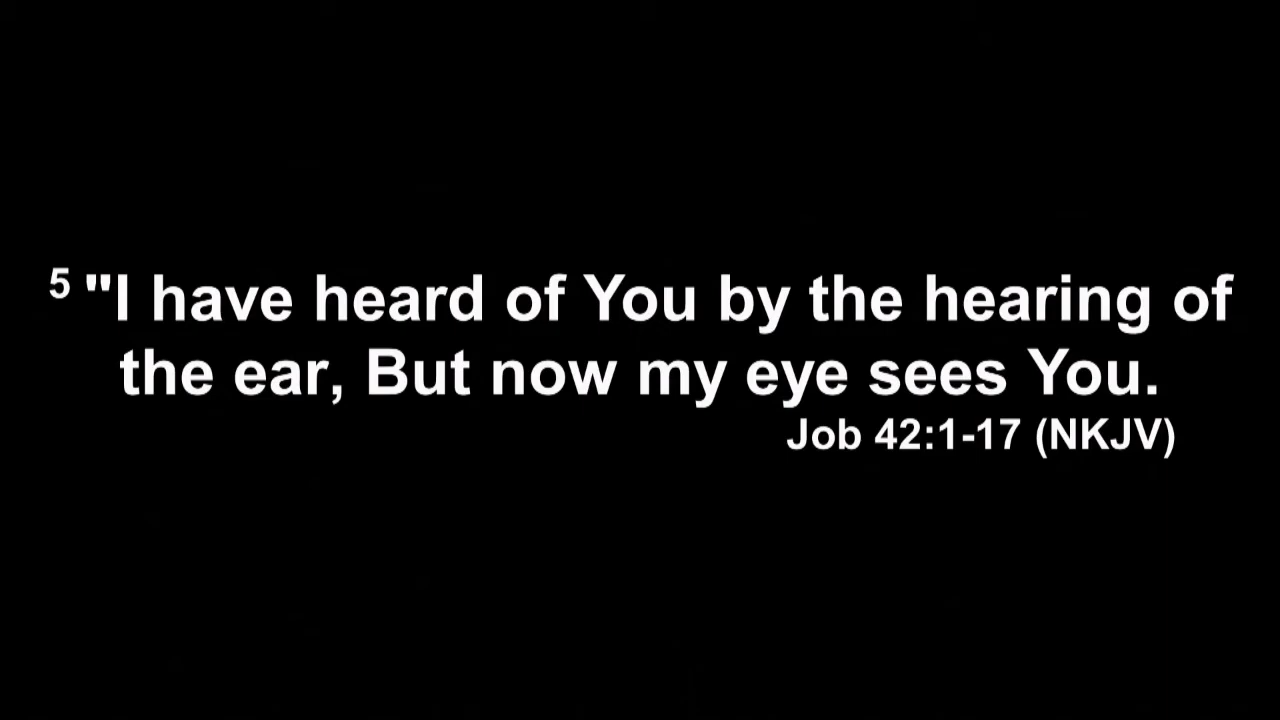 5 "I have heard of You by the hearing of
the ear, But now my eye sees You.
Job 42:1-17 (NKJV)